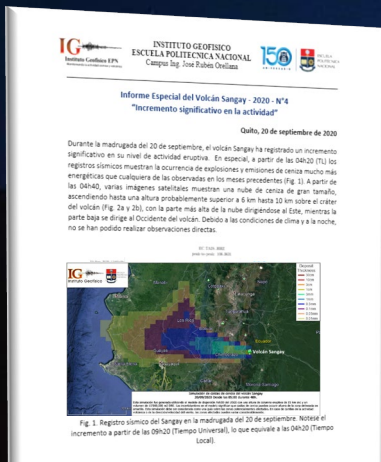 IG
Instituto Geofísico EPN
INSTITUTO GEOFISICO
ESCUELA POLITECNICA NACIONAL
Campus Ing. José Rubén Orellana
150
ESCUELA
POLITÉCNICA
NACIONAL
Informe Especial del Volcán Sangay - 2020 - N°4
"Incremento significativo en la actividad"
Quito, 20 de septiembre de 2020
Durante la madrugada del 20 de septiembre, el volcán Sangay ha registrado un incremento
significativo en su nivel de actividad eruptiva. En especial, a partir de las 04h20 (TL) los
registros sísmicos muestran la ocurrencia de explosiones y emisiones de ceniza mucho más
energéticas que cualquiera de las observadas en los meses precedentes (Fig. 1). A partir de
las 04h40, varias imágenes satelitales muestran una nube de ceniza de gran tamaño,
ascendiendo hasta una altura probablemente superior a 6 km hasta 10 km sobre el cráter
del volcán (Fig. 2a y 2b), con la parte más alta de la nube dirigiéndose al Este, mientras la
parte baja se dirige al Occidente del volcán. Debido a las condiciones de clima y a la noche,
no se han podido realizar observaciones directas.
IG
Instituto Geofísico
Deposit
Thickness
Los Ríos
Guayas
Ecuador
Volcán Sangay
Fig. 1. Registro sísmico del Sangay en la madrugada del 20 de septiembre. Nótese el
incremento a partir de las 09h20 (Tiempo Universal), lo que equivale a las 04h20 (Tiempo
Local).